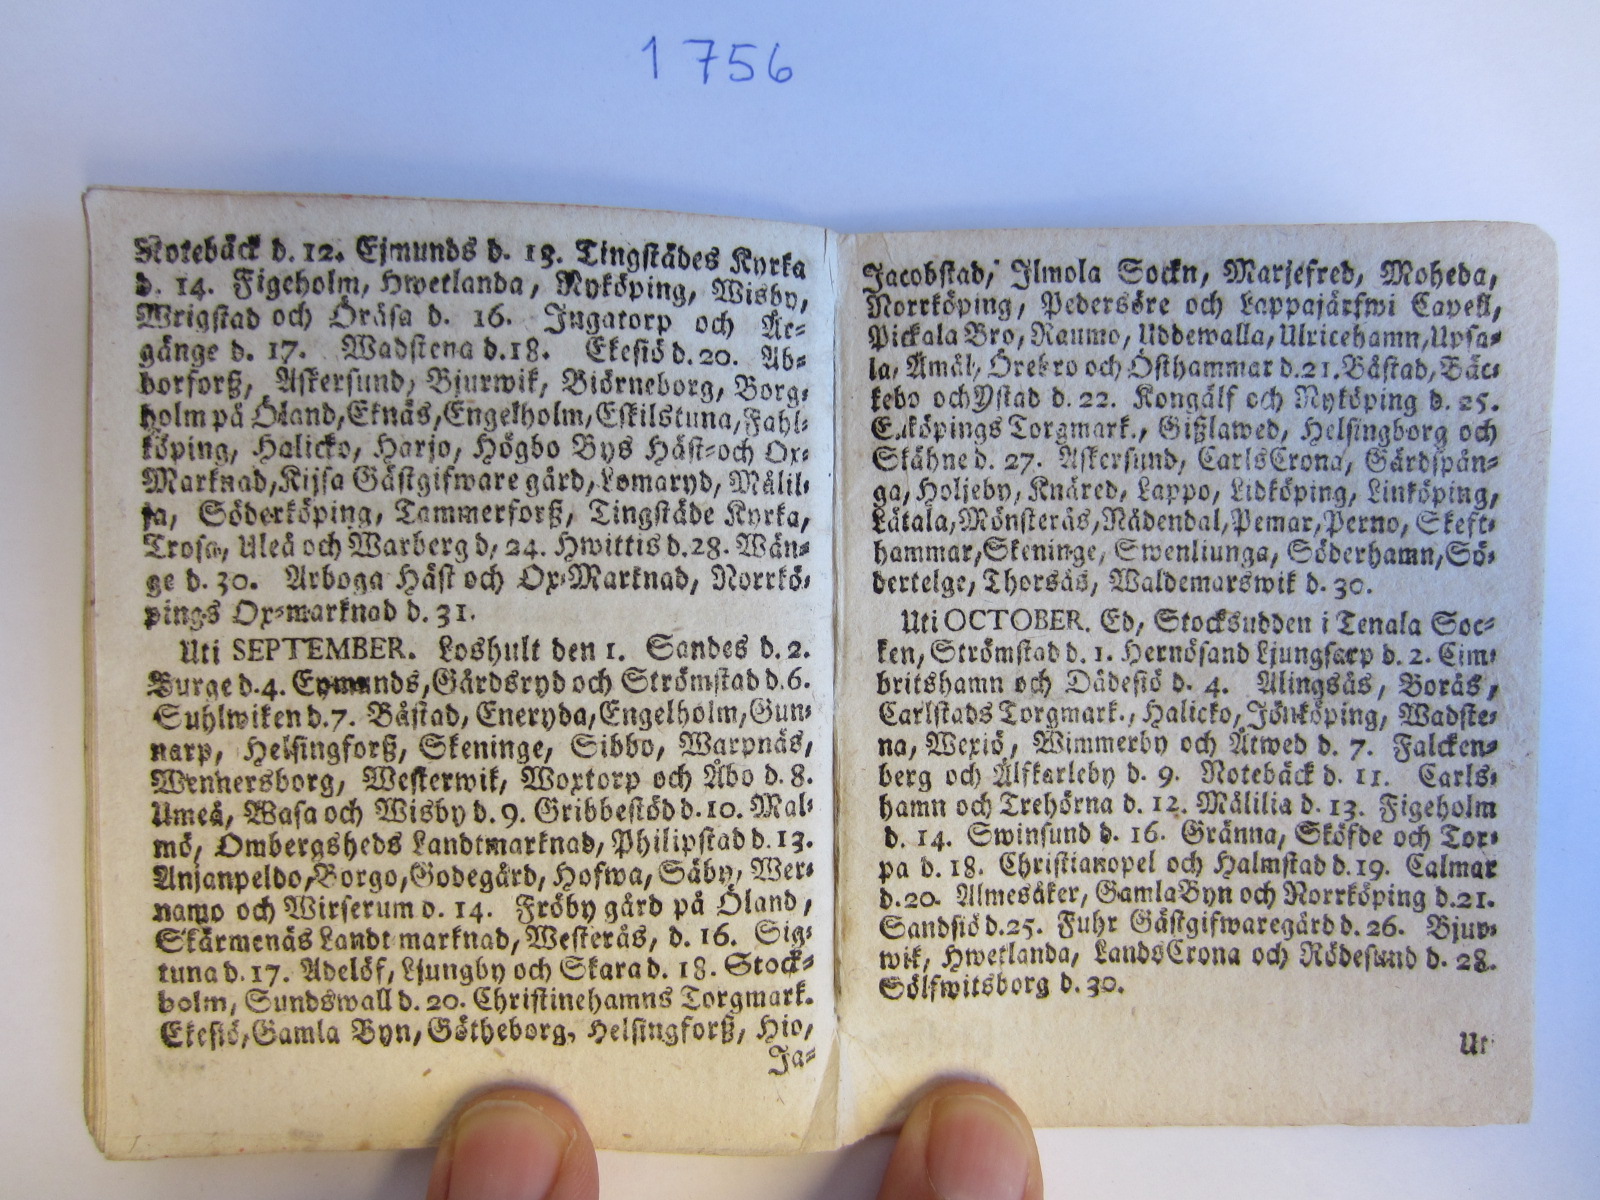 1756
Notebäck d. 12. Ejmunds d. 13. Tingstädes Kyrka
d. 14. Figeholm, Hwetlanda, Nyköping, Wisby,
Wrigstad och Öråsa d. 16. Ingatorp och År-
gänge d. 17. Wadstena d. 18. Ekesiö d. 20. Ab-
borforß, Askersund, Bjurwik, Biörneborg, Borg-
holm på Öland, Eknäs, Engelholm, Eskilstuna, Fahl-
köping, Halicko, Harjo, Högbo Bys Häst- och Ox-
Marknad, Kijsa Gästgifware gård, Lomaryd, Målil-
la, Söderköping, Tammerforß, Tingstäde Kyrka,
Trosa, Uleå och Warberg d. 24. Hwittis d. 28. Wän-
ge d. 30. Arboga Häst och Ox-Marknad, Norrkö-
pings Ox-marknad d. 31.
Uti SEPTEMBER. Loshult den 1. Sandes d. 2.
Burge d. 4. Eymunds, Gårdsryd och Strömstad d. 6.
Suhlwiken d. 7. Båstad, Eneryda, Engelholm, Gun-
narp, Helsingforß, Skeninge, Sibbo, Warpnäs,
Wennersborg, Westerwik, Woxtorp och Åbo d. 8.
Umeå, Wasa och Wisby d. 9. Gribbestöd d. 10. Mal-
mö, Ombergsheds Landtmarknad, Philipstad d. 13.
Anjanpeldo, Borgo, Godegård, Hofwa, Säby, Wer-
namo och Wirserum d. 14. Fröby gård på Öland,
Skärmenäs Landt marknad, Westerås, d. 16. Sig-
tuna d. 17. Adelöf, Ljungby och Skara d. 18. Stock-
holm, Sundswall d. 20. Christinehamns Torgmark.
Ekesiö, Gamla Byn, Götheborg, Helsingforß, Hio,
Ja-
Jacobstad, Ilmola Sockn, Marjefred, Moheda,
Norrköping, Pedersöre och Lappajärfwi Capell,
Pickala Bro, Raumo, Uddewalla, Ulricehamn, Upsa-
la, Åmål, Örebro och Östhammar d. 21. Båstad, Bäc-
kebo och Ystad d. 22. Kongälf och Nyköping d. 25.
Enköpings Torgmark., Gißlawed, Helsingborg och
Skåhne d. 27. Askersund, CarlsCrona, Gårdspån-
ga, Holjeby, Knäred, Lappo, Lidköping, Linköping,
Låtala, Mönsterås, Nådendal, Pemar, Perno, Skeft-
hammar, Skeninge, Swenliunga, Söderhamn, Sö-
dertelge, Thorsås, Waldemarswik d. 30.
Uti OCTOBER. Ed, Stocksudden i Tenala Soc-
ken, Strömstad d. 1. Hernösand Ljungsarp d. 2. Cim-
britshamn och Dädesiö d. 4. Alingsås, Borås,
Carlstads Torgmark., Halicko, Jönköping, Wadste-
na, Wexiö, Wimmerby och Åtwed d. 7. Falcken-
berg och Älfkarleby d. 9. Notebäck d. 11. Carls-
hamn och Trehörna d. 12. Målilia d. 13. Figeholm
d. 14. Swinsund d. 16. Gränna, Sköfde och Tor-
pa d. 18. Christianopel och Halmstad d. 19. Calmar
d. 20. Almesåker, Gamla Byn och Norrköping d. 21.
Sandsiö d. 25. Fuhr Gästgifwaregård d. 26. Bjur-
wik, Hwetlanda, LandsCrona och Rödesund d. 28.
Sölfwitsborg d. 30.
Ut